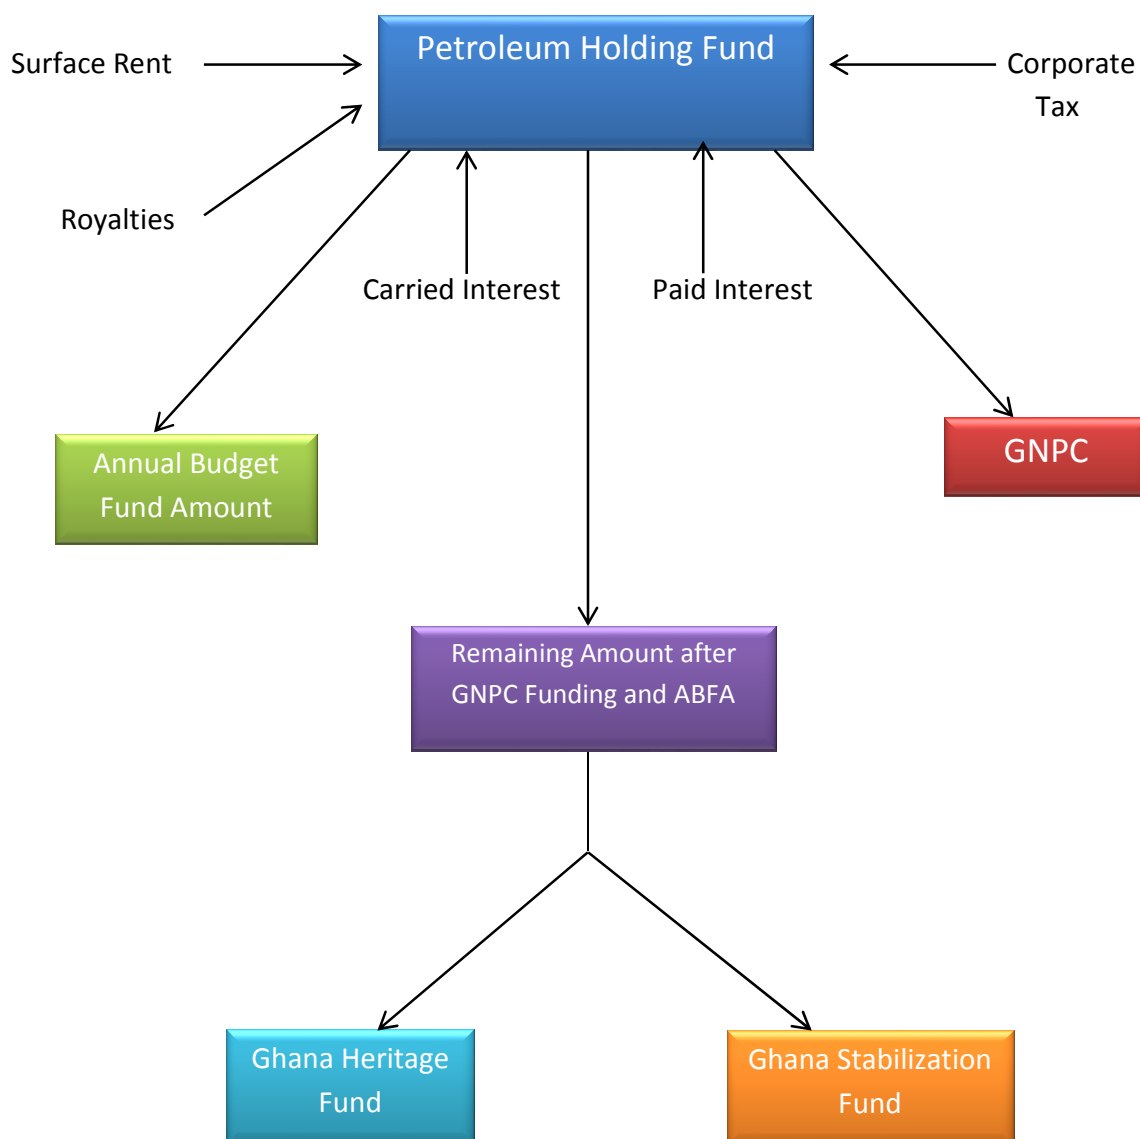 Petroleum Holding Fund
Surface Rent
Corporate
Tax
Royalties
Carried Interest
Paid Interest
Annual Budget
Fund Amount
GNPC
Remaining Amount after
GNPC Funding and ABFA
Ghana Heritage
Fund
Ghana Stabilization
Fund